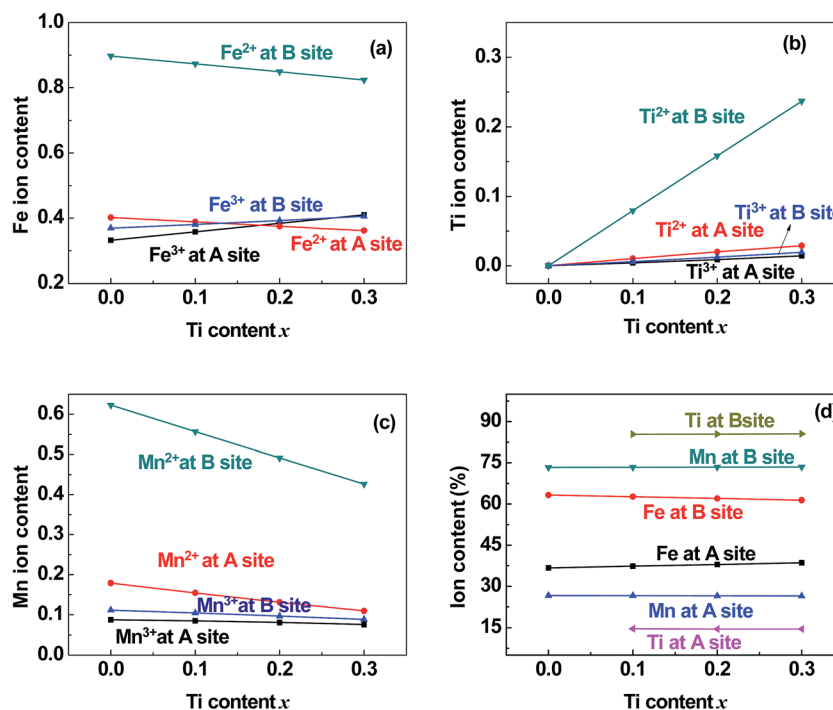 (a)
1.0
0.8
0.6
0.4
0.2
Fe ion content
Fe²⁺ at B site
Fe³⁺ at B site
Fe²⁺ at A site
Fe³⁺ at A site
0.0 0.1 0.2 0.3
Ti content x
(b)
0.3
0.2
0.1
0.0
Ti ion content
Ti²⁺ at B site
Ti³⁺ at B site
Ti²⁺ at A site
Ti³⁺ at A site
0.0 0.1 0.2 0.3
Ti content x
(c)
0.6
0.5
0.4
0.3
0.2
0.1
0.0
Mn ion content
Mn²⁺ at B site
Mn²⁺ at A site
Mn³⁺ at B site
Mn³⁺ at A site
0.0 0.1 0.2 0.3
Ti content x
(d)
90
75
60
45
30
15
Ion content (%)
Ti at Bsite
Mn at B site
Fe at B site
Fe at A site
Mn at A site
Ti at A site
0.0 0.1 0.2 0.3
Ti content x